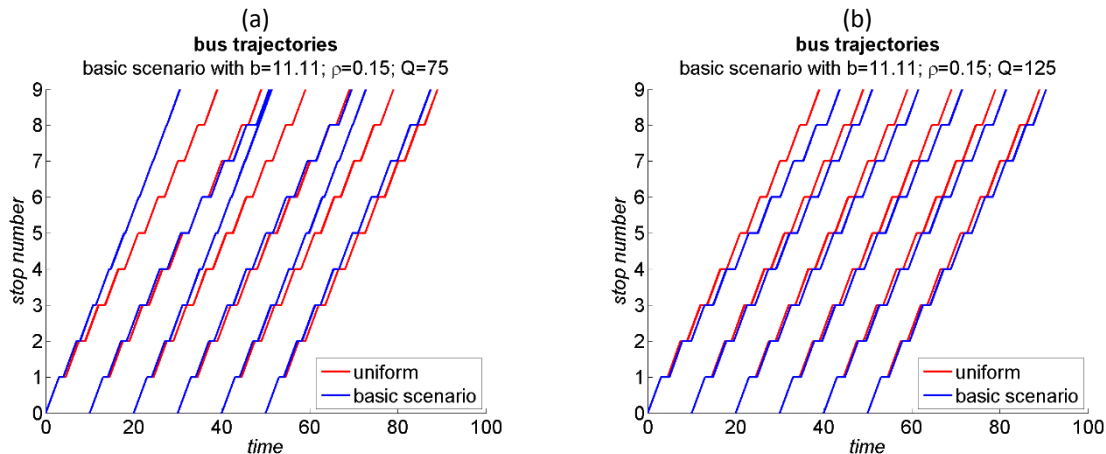 (a)
bus trajectories
basic scenario with b=11.11; ρ=0.15; Q=75
9
8
7
6
5
4
3
2
1
0
stop number
0 20 40 60 80 100
time
uniform
basic scenario
(b)
bus trajectories
basic scenario with b=11.11; ρ=0.15; Q=125
9
8
7
6
5
4
3
2
1
0
stop number
0 20 40 60 80 100
time
uniform
basic scenario